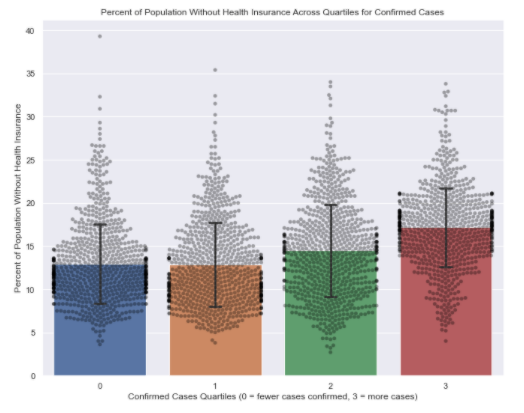 Percent of Population Without Health Insurance Across Quartiles for Confirmed Cases
40
35
30
25
20
15
10
5
0
Percent of Population Without Health Insurance
0 1 2 3
Confirmed Cases Quartiles (0 = fewer cases confirmed, 3 = more cases)